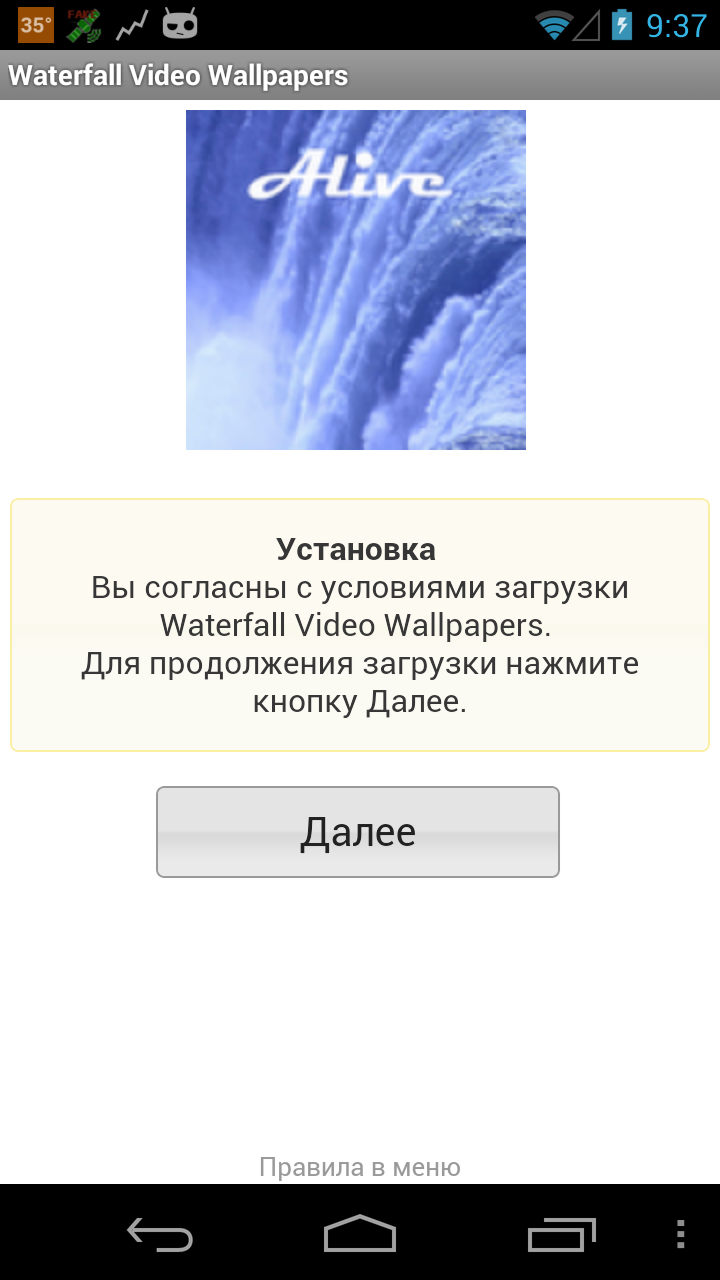 35°
FAKE
9:37
Waterfall Video Wallpapers
Alive
Установка
Вы согласны с условиями загрузки
Waterfall Video Wallpapers.
Для продолжения загрузки нажмите
кнопку Далее.
Далее
Правила в меню